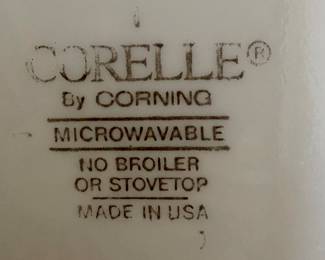 CORELLE®
By CORNING
MICROWAVABLE
NO BROILER
OR STOVETOP
MADE IN USA